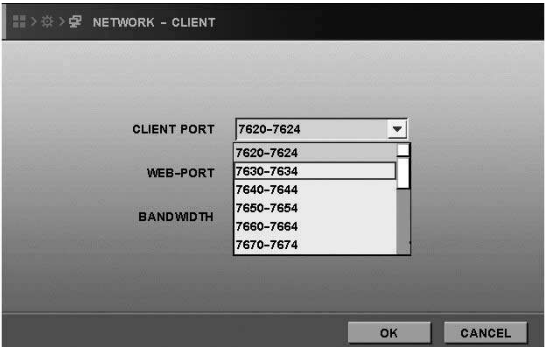 NETWORK - CLIENT
CLIENT PORT 7620-7624
7620-7624
WEB-PORT 7630-7634
7640-7644
7650-7654
BANDWIDTH
7660-7664
7670-7674
OK CANCEL